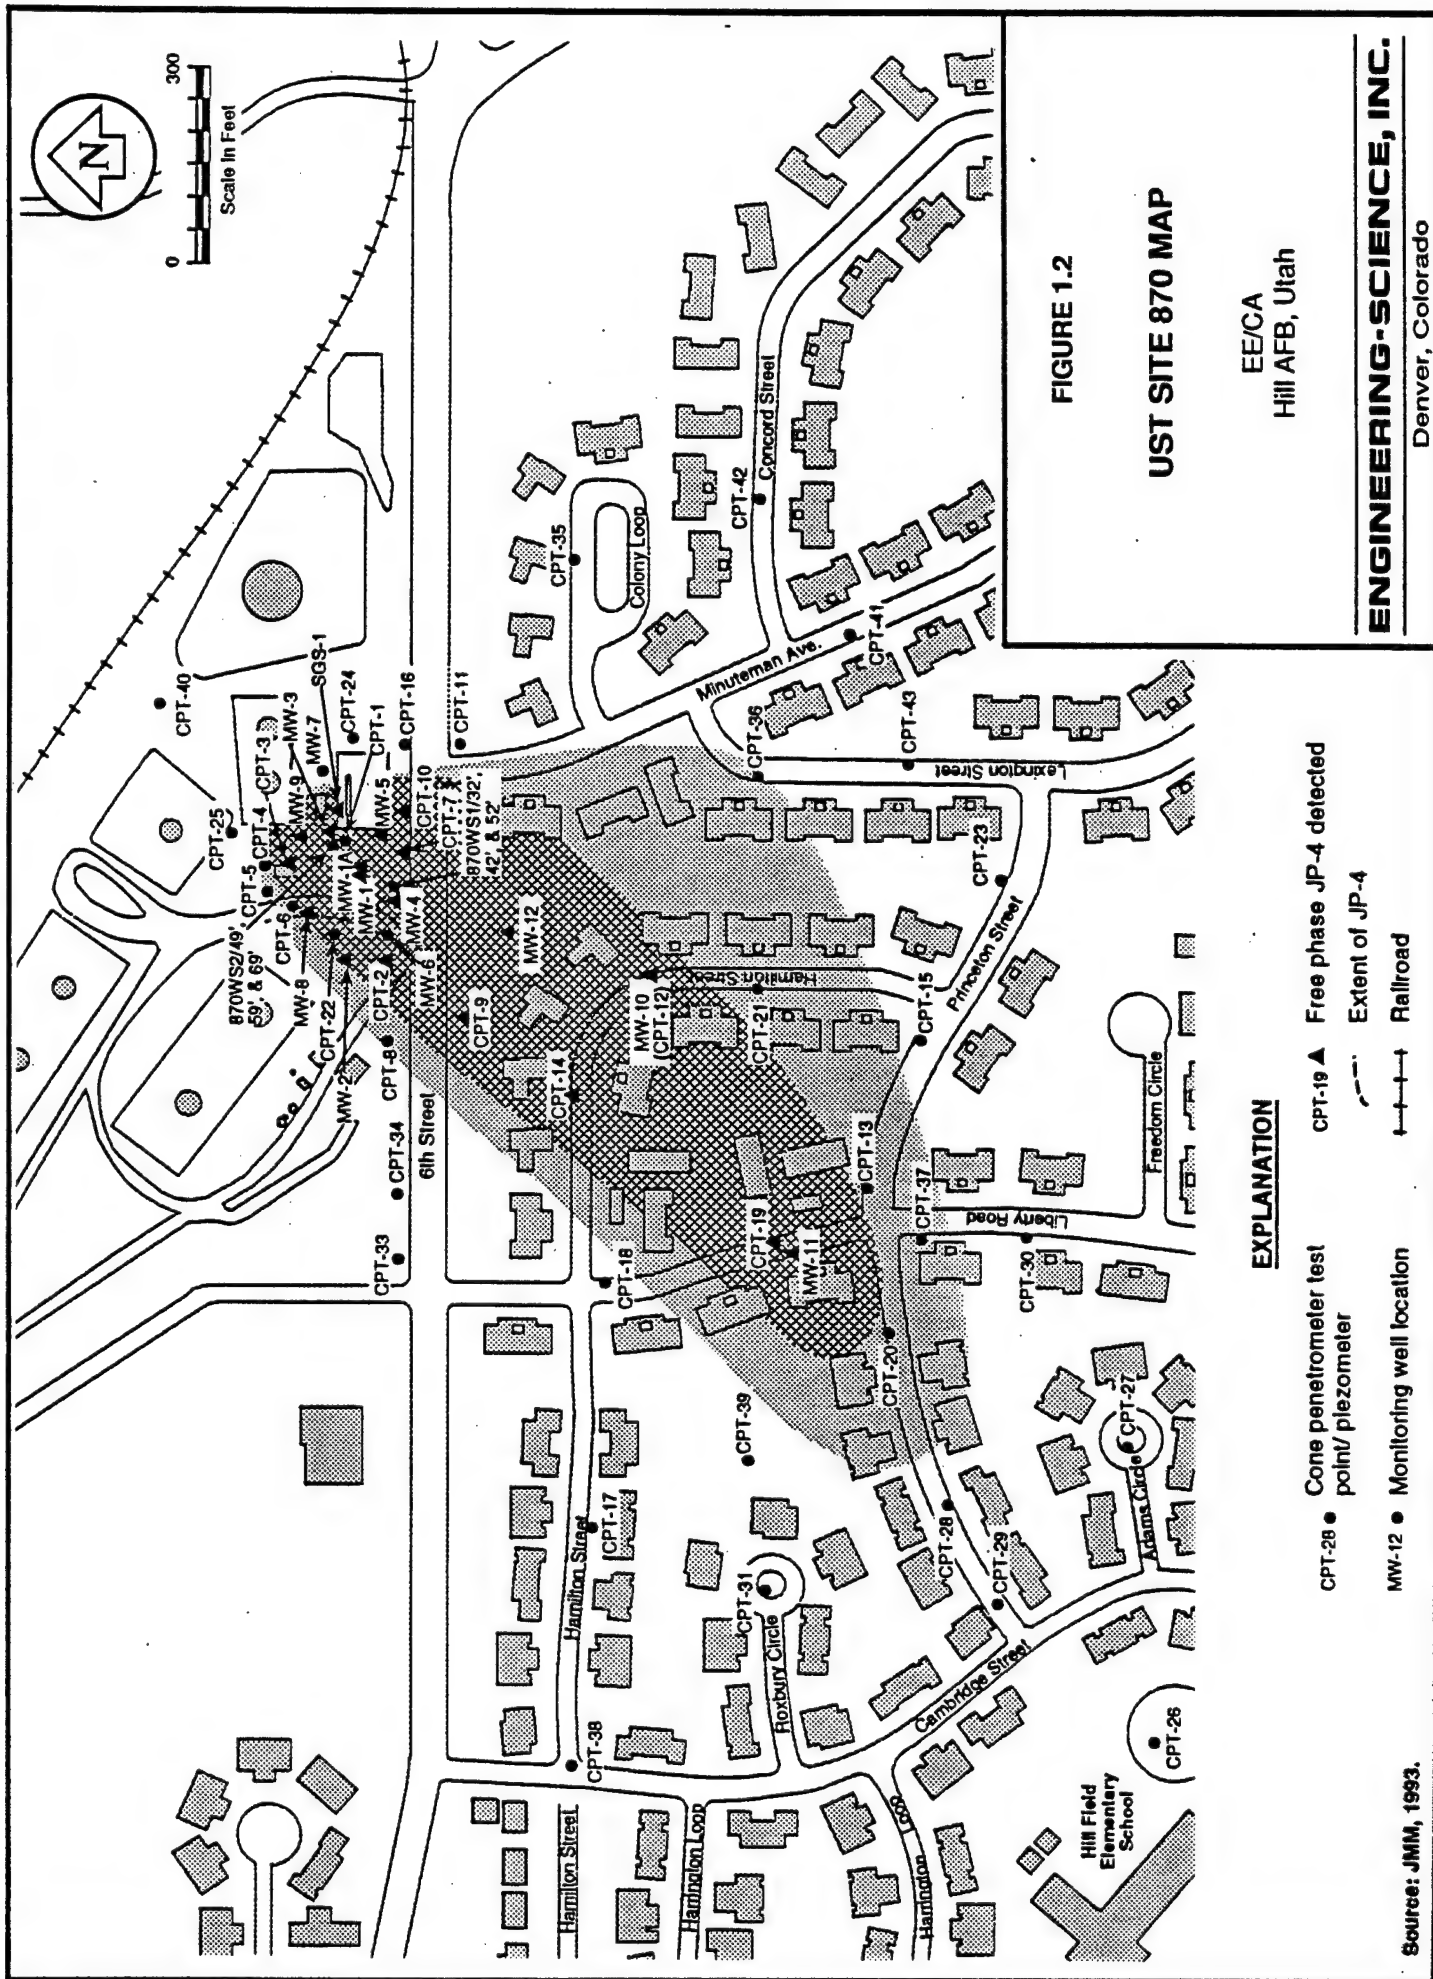 N
0
300
Scale In Feet
CPT-40
CPT-25
CPT-4
CPT-5
CPT-6
CPT-3
MW-9
MW-3
MW-7
SGS-1
CPT-24
CPT-1
CPT-16
CPT-11
MW-5
CPT-10
CPT-7
870WS1/32',
42' & 52'
870WS2/49',
59', & 69'
MW-8
CPT-22
MW-2
MW-1A
MW-1
MW-4
CPT-2
MW-6
CPT-8
MW-12
CPT-9
CPT-34
CPT-33
6th Street
CPT-14
MW-10
(CPT-12)
CPT-21
Hamilton Street
CPT-15
Princeton Street
CPT-23
CPT-35
Colony Loop
CPT-42
Concord Street
Minuteman Ave.
CPT-41
CPT-36
CPT-43
Lexington Street
CPT-18
CPT-19
MW-11
CPT-13
CPT-37
Liberty Road
CPT-30
Freedom Circle
CPT-20
CPT-39
CPT-17
Hamilton Street
CPT-31
Roxbury Circle
CPT-28
CPT-29
CPT-27
Adams Circle
Cambridge Street
CPT-38
Hamilton Street
Harrington Loop
Harrington
Loop
Hill Field
Elementary
School
CPT-26
EXPLANATION
CPT-28 Cone penetrometer test
point/ piezometer
MW-12 Monitoring well location
CPT-19 Free phase JP-4 detected
Extent of JP-4
Railroad
Source: JMM, 1993.
FIGURE 1.2
UST SITE 870 MAP
EE/CA
Hill AFB, Utah
ENGINEERING-SCIENCE, INC.
Denver, Colorado